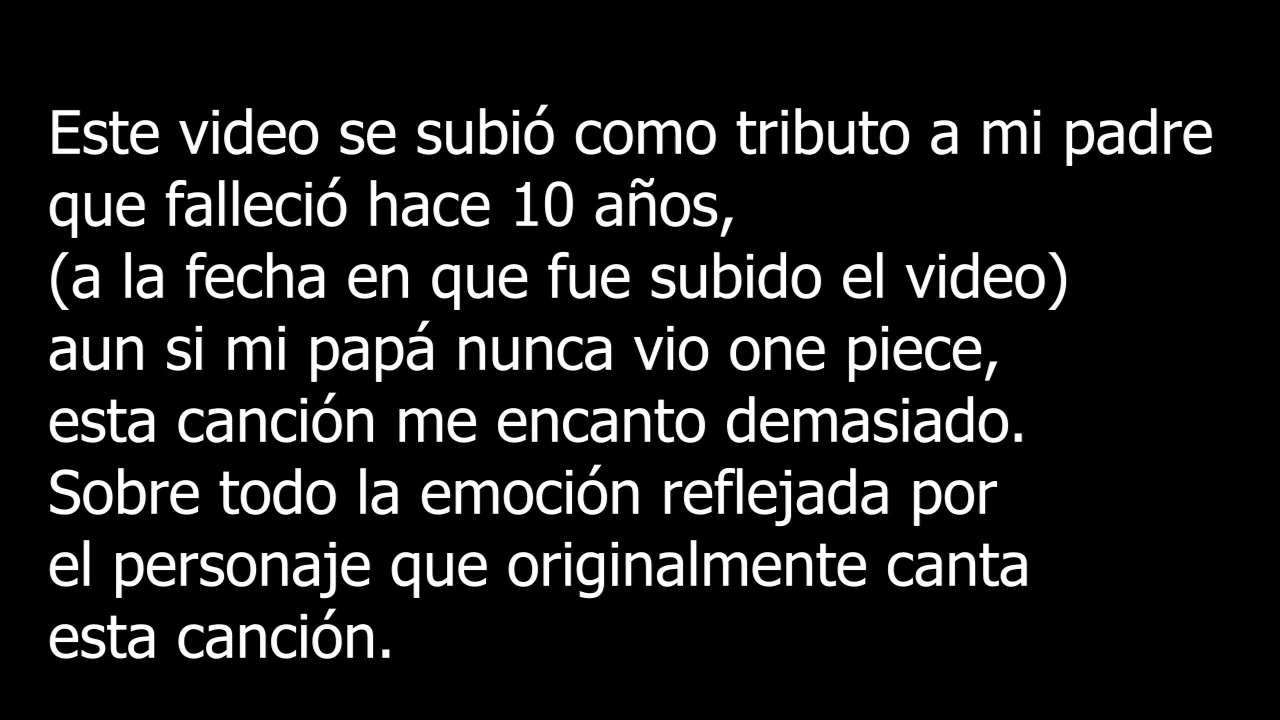 Este video se subió como tributo a mi padre
que falleció hace 10 años,
(a la fecha en que fue subido el video)
aun si mi papá nunca vio one piece,
esta canción me encanto demasiado.
Sobre todo la emoción reflejada por
el personaje que originalmente canta
esta canción.